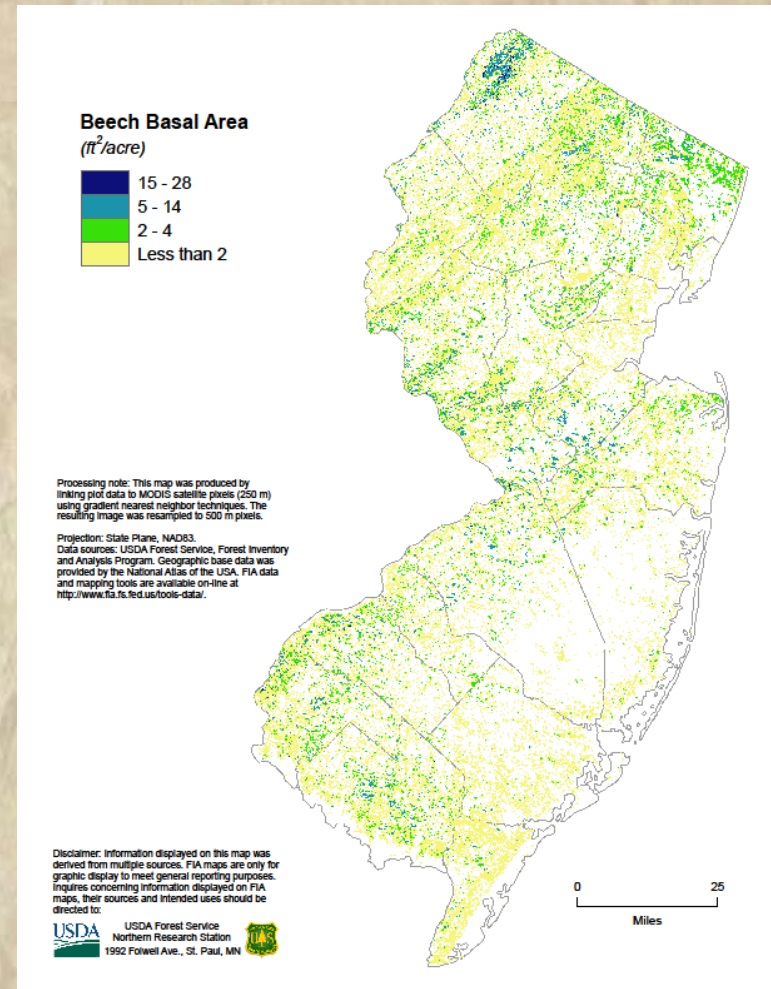 Beech Basal Area
(ft²/acre)
15 - 28
5 - 14
2 - 4
Less than 2
Processing note: This map was produced by
linking plot data to MODIS satellite pixels (250 m)
using gradient nearest neighbor techniques. The
resulting image was resampled to 500 m pixels.
Projection: State Plane, NAD83.
Data sources: USDA Forest Service, Forest Inventory
and Analysis Program. Geographic base data was
provided by the National Atlas of the USA. FIA data
and mapping tools are available on-line at
http://www.fia.fs.fed.us/tools-data/.
Disclaimer: Information displayed on this map was
derived from multiple sources. FIA maps are only for
graphic display to meet general reporting purposes.
Inquires concerning information displayed on FIA
maps, their sources and intended uses should be
directed to:
USDA
USDA Forest Service
Northern Research Station
1992 Folwell Ave., St. Paul, MN
UAS
0 25
Miles